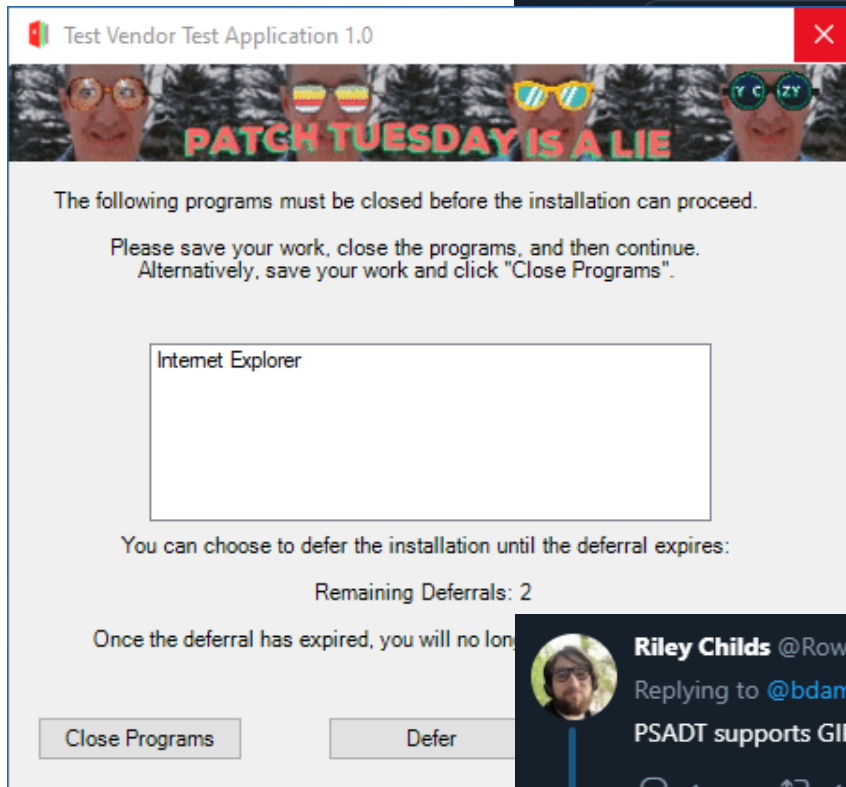 Test Vendor Test Application 1.0
PATCH TUESDAY IS A LIE
The following programs must be closed before the installation can proceed.
Please save your work, close the programs, and then continue.
Alternatively, save your work and click "Close Programs".
Internet Explorer
You can choose to defer the installation until the deferral expires:
Remaining Deferrals: 2
Once the deferral has expired, you will no
Close Programs
Defer
Riley Childs @Row
Replying to @bdam
PSADT supports